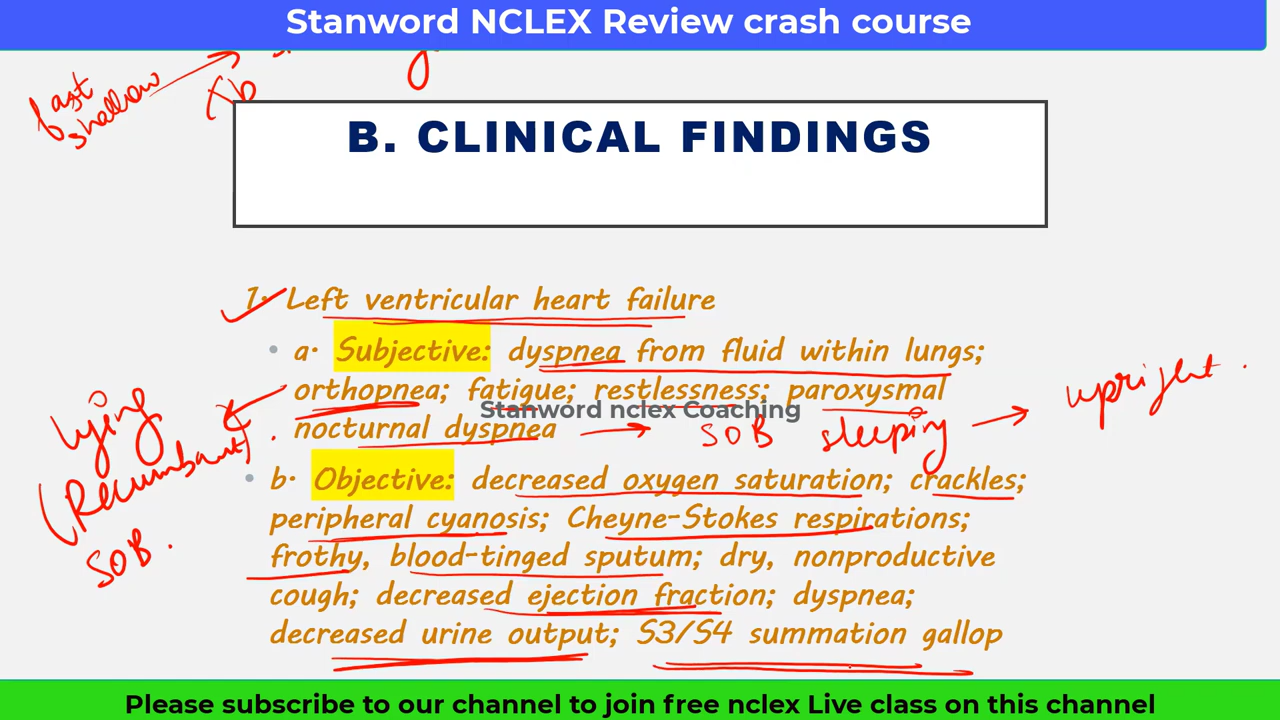 Stanword NCLEX Review crash course
fast
shallow
B. CLINICAL FINDINGS
1. Left ventricular heart failure
• a. Subjective: dyspnea from fluid within lungs;
orthopnea; fatigue; restlessness; paroxysmal
nocturnal dyspnea
Stanword nclex Coaching
SOB sleeping
upright.
lying
(Recumbant).
SOB.
• b. Objective: decreased oxygen saturation; crackles;
peripheral cyanosis; Cheyne-Stokes respirations;
frothy, blood-tinged sputum; dry, nonproductive
cough; decreased ejection fraction; dyspnea;
decreased urine output; S3/S4 summation gallop
Please subscribe to our channel to join free nclex Live class on this channel